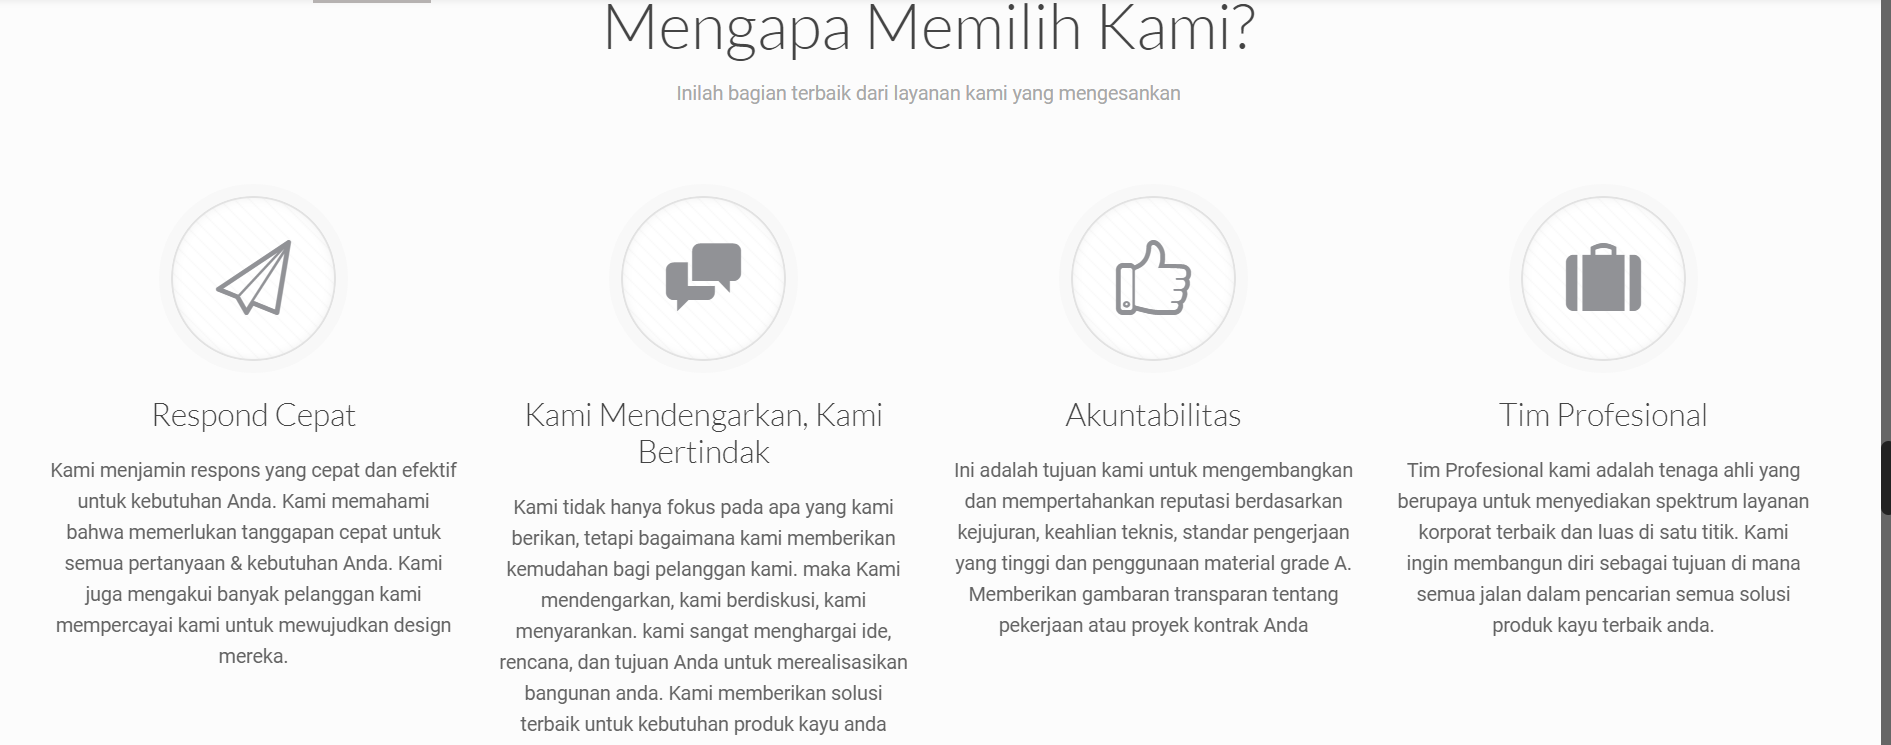 Mengapa Memilih Kami?
Inilah bagian terbaik dari layanan kami yang mengesankan
Respond Cepat
Kami menjamin respons yang cepat dan efektif
untuk kebutuhan Anda. Kami memahami
bahwa memerlukan tanggapan cepat untuk
semua pertanyaan & kebutuhan Anda. Kami
juga mengakui banyak pelanggan kami
mempercayai kami untuk mewujudkan design
mereka.
Kami Mendengarkan, Kami
Bertindak
Kami tidak hanya fokus pada apa yang kami
berikan, tetapi bagaimana kami memberikan
kemudahan bagi pelanggan kami. maka Kami
mendengarkan, kami berdiskusi, kami
menyarankan. kami sangat menghargai ide,
rencana, dan tujuan Anda untuk merealisasikan
bangunan anda. Kami memberikan solusi
terbaik untuk kebutuhan produk kayu anda
Akuntabilitas
Ini adalah tujuan kami untuk mengembangkan
dan mempertahankan reputasi berdasarkan
kejujuran, keahlian teknis, standar pengerjaan
yang tinggi dan penggunaan material grade A.
Memberikan gambaran transparan tentang
pekerjaan atau proyek kontrak Anda
Tim Profesional
Tim Profesional kami adalah tenaga ahli yang
berupaya untuk menyediakan spektrum layanan
korporat terbaik dan luas di satu titik. Kami
ingin membangun diri sebagai tujuan di mana
semua jalan dalam pencarian semua solusi
produk kayu terbaik anda.